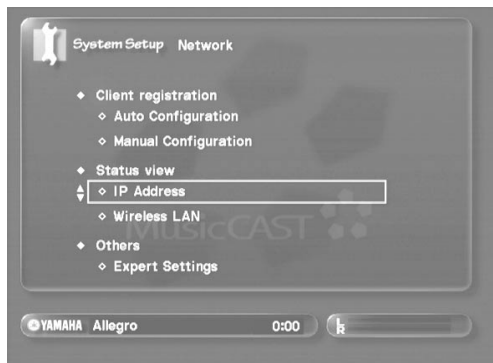 System Setup Network
Client registration
Auto Configuration
Manual Configuration
Status view
IP Address
Wireless LAN
MusicCAST
Others
Expert Settings
YAMAHA Allegro 0:00 L
R